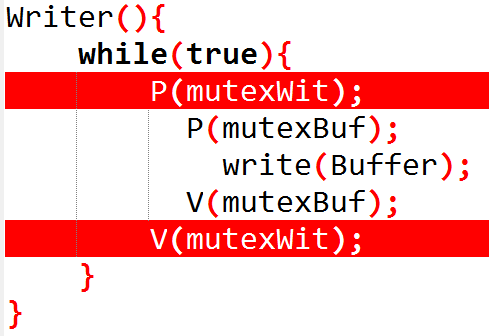 Writer(){
while(true){
P(mutexWit);
P(mutexBuf);
write(Buffer);
V(mutexBuf);
V(mutexWit);
}
}